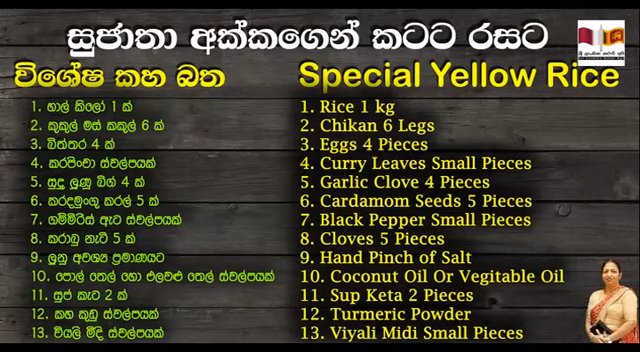 සුජාතා අක්කගෙන් කටට රසට
විශේෂ කහ බත
Special Yellow Rice
1. හාල් කිලෝ 1 ක්
2. කුකුල් මස් කකුල් 6 ක්
3. බිත්තර 4 ක්
4. කරපිංචා ස්වල්පයක්
5. සුදු ලූණු බික් 4 ක්
6. කරදමුංගු කරල් 5 ක්
7. ගම්මිරිස් ඇට ස්වල්පයක්
8. කරාබු නැටි 5 ක්
9. ලුනු අවශ්‍ය ප්‍රමාණයට
10. පොල් තෙල් හො එලවළු තෙල් ස්වල්පයක්
11. සුප් කැට 2 ක්
12. කහ කුඩු ස්වල්පයක්
13. වියලි මිදි ස්වල්පයක්
1. Rice 1 kg
2. Chikan 6 Legs
3. Eggs 4 Pieces
4. Curry Leaves Small Pieces
5. Garlic Clove 4 Pieces
6. Cardamom Seeds 5 Pieces
7. Black Pepper Small Pieces
8. Cloves 5 Pieces
9. Hand Pinch of Salt
10. Coconut Oil Or Vegitable Oil
11. Sup Keta 2 Pieces
12. Turmeric Powder
13. Viyali Midi Small Pieces